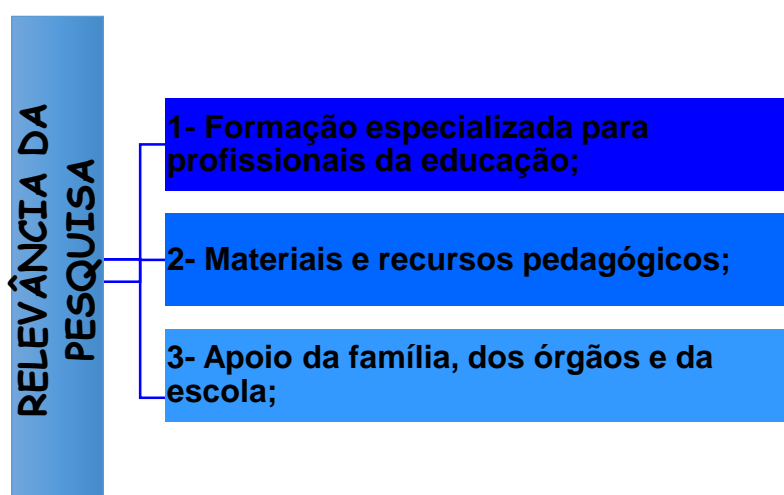 RELEVÂNCIA DA
PESQUISA
1- Formação especializada para
profissionais da educação;
2- Materiais e recursos pedagógicos;
3- Apoio da família, dos órgãos e da
escola;